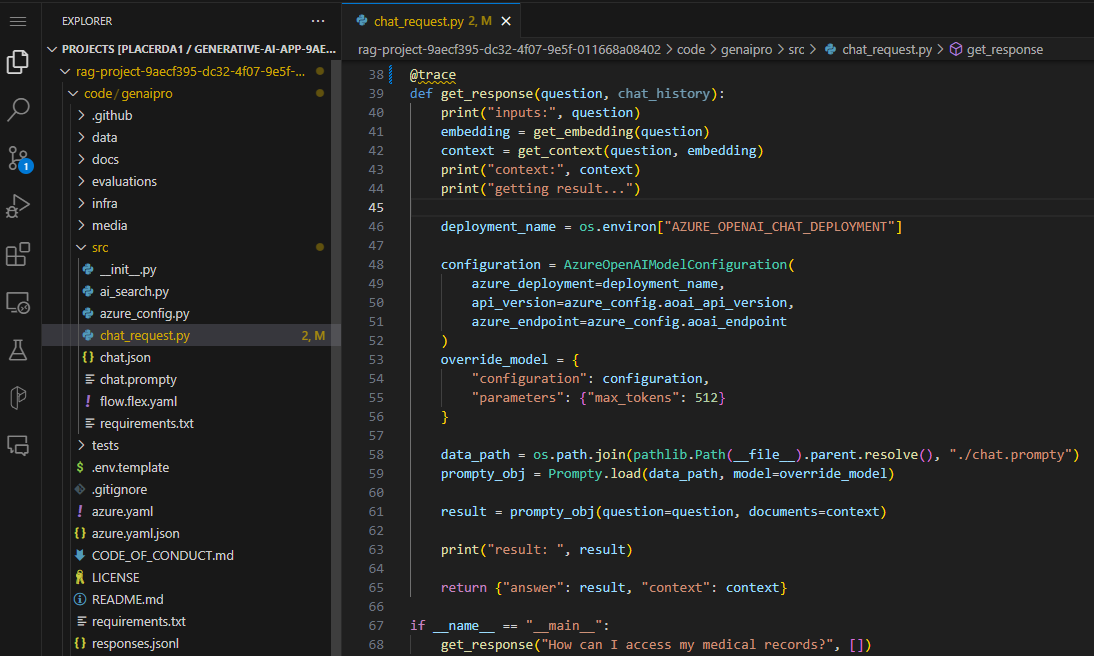 EXPLORER
PROJECTS [PLACERDA1 / GENERATIVE-AI-APP-9AE...
rag-project-9aecf395-dc32-4f07-9e5f-...
code / genaipro
.github
data
docs
evaluations
infra
media
src
__init__.py
ai_search.py
azure_config.py
chat_request.py 2, M
{} chat.json
chat.prompty
! flow.flex.yaml
requirements.txt
tests
$ .env.template
.gitignore
! azure.yaml
{} azure.yaml.json
CODE_OF_CONDUCT.md
LICENSE
README.md
requirements.txt
{} responses.jsonl
1
chat_request.py 2, M
rag-project-9aecf395-dc32-4f07-9e5f-011668a08402 > code > genaipro > src > chat_request.py > get_response
38 @trace
39 def get_response(question, chat_history):
40     print("inputs:", question)
41     embedding = get_embedding(question)
42     context = get_context(question, embedding)
43     print("context:", context)
44     print("getting result...")
45
46     deployment_name = os.environ["AZURE_OPENAI_CHAT_DEPLOYMENT"]
47
48     configuration = AzureOpenAIModelConfiguration(
49         azure_deployment=deployment_name,
50         api_version=azure_config.aoai_api_version,
51         azure_endpoint=azure_config.aoai_endpoint
52     )
53     override_model = {
54         "configuration": configuration,
55         "parameters": {"max_tokens": 512}
56     }
57
58     data_path = os.path.join(pathlib.Path(__file__).parent.resolve(), "./chat.prompty")
59     prompty_obj = Prompty.load(data_path, model=override_model)
60
61     result = prompty_obj(question=question, documents=context)
62
63     print("result: ", result)
64
65     return {"answer": result, "context": context}
66
67 if __name__ == "__main__":
68     get_response("How can I access my medical records?", [])